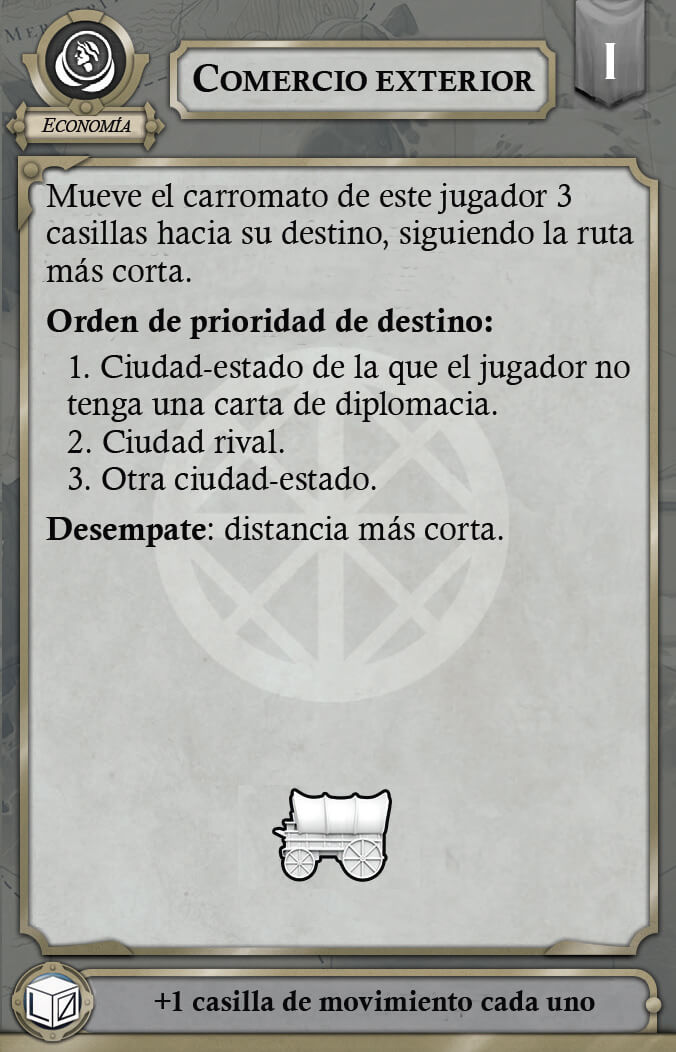 ECONOMÍA
COMERCIO EXTERIOR
I
Mueve el carromato de este jugador 3
casillas hacia su destino, siguiendo la ruta
más corta.
Orden de prioridad de destino:
1. Ciudad-estado de la que el jugador no
tenga una carta de diplomacia.
2. Ciudad rival.
3. Otra ciudad-estado.
Desempate: distancia más corta.
+1 casilla de movimiento cada uno